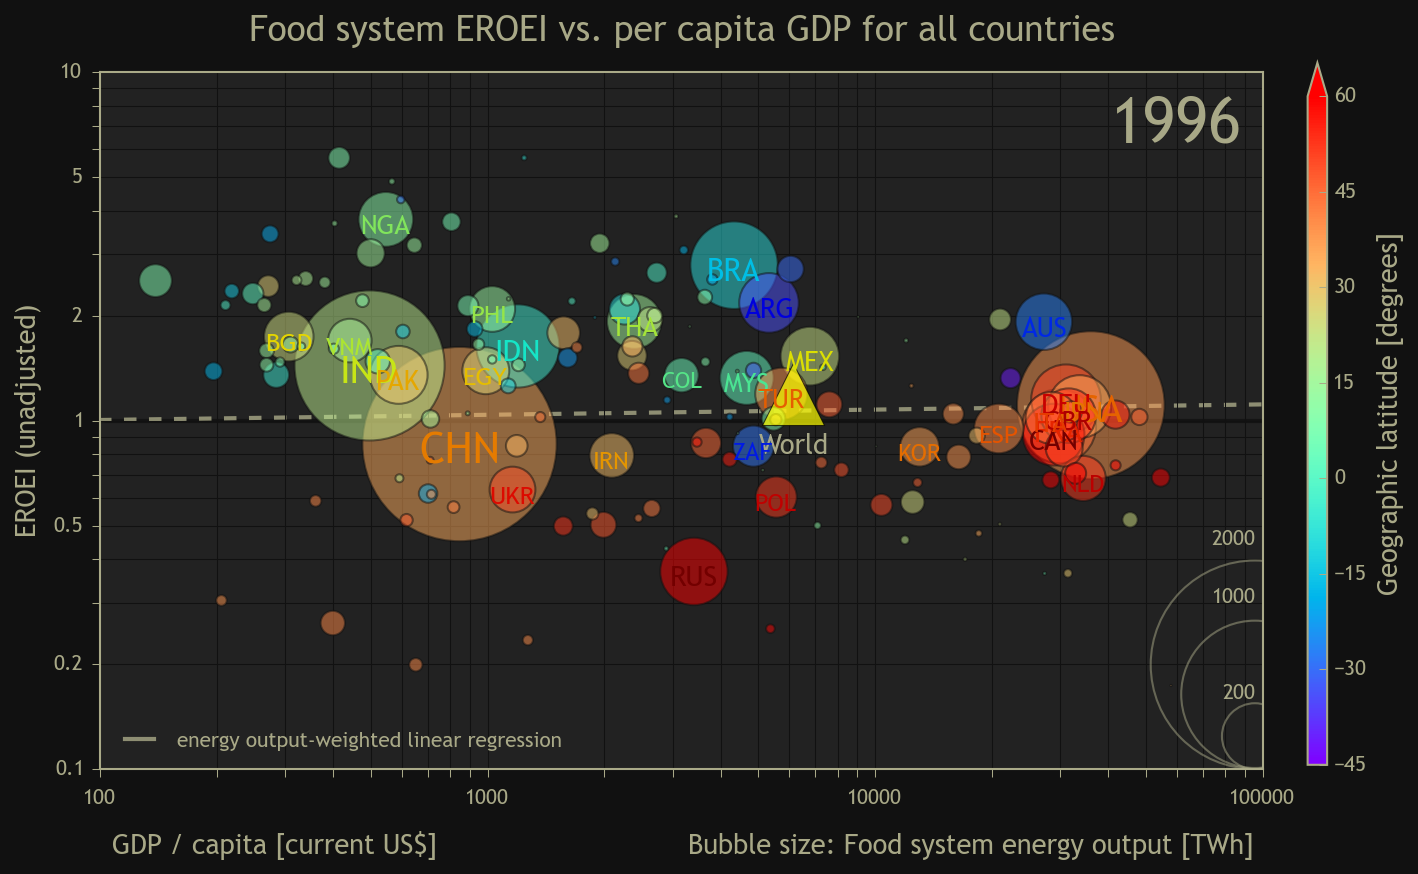 Food system EROEI vs. per capita GDP for all countries
1996
10
5
2
1
0.5
0.2
0.1
EROEI (unadjusted)
NGA
BRA
ARG
PHL
THA
AUS
BGD
VNM
IDN
IND
PAK
EGY
COL
MYS
MEX
TUR
CHN
World
ZAF
IRN
KOR
ESP
CAN
UKR
POL
NLD
RUS
2000
1000
200
energy output-weighted linear regression
100
1000
10000
100000
GDP / capita [current US$]
Bubble size: Food system energy output [TWh]
60
45
30
15
0
−15
−30
−45
Geographic latitude [degrees]